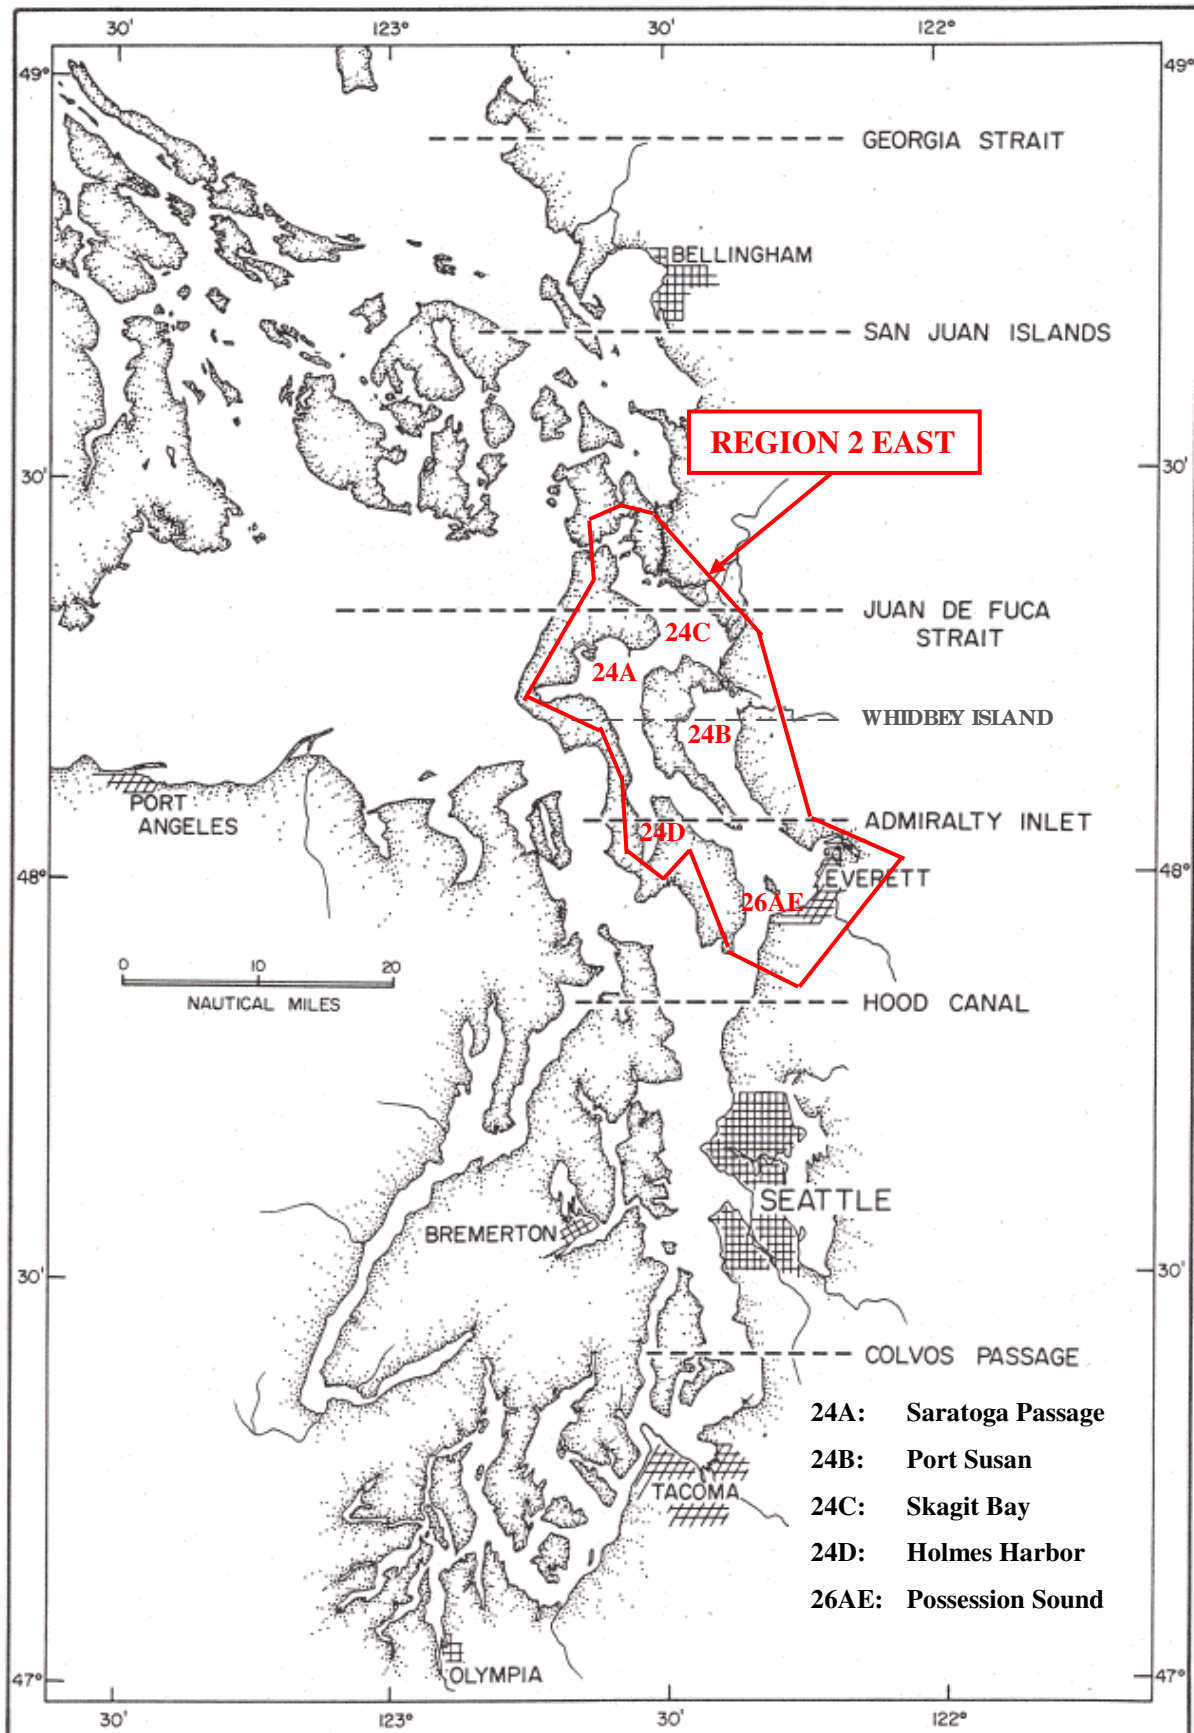 30' 123° 30' 122°
49° 49°
GEORGIA STRAIT
BELLINGHAM
SAN JUAN ISLANDS
REGION 2 EAST
30' 30'
JUAN DE FUCA
STRAIT
24C
24A
WHIDBEY ISLAND
24B
PORT
ANGELES
24D
ADMIRALTY INLET
48° 48°
EVERETT
26AE
0 10 20
NAUTICAL MILES
HOOD CANAL
SEATTLE
BREMERTON
30' 30'
COLVOS PASSAGE
24A: Saratoga Passage
24B: Port Susan
TACOMA
24C: Skagit Bay
24D: Holmes Harbor
26AE: Possession Sound
OLYMPIA
47° 47°
30' 123° 30' 122°